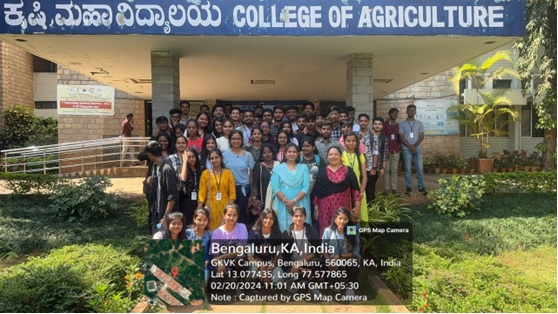 ಕೃಷಿ ಮಹಾವಿದ್ಯಾಲಯ COLLEGE OF AGRICULTURE
GPS Map Camera
Bengaluru,KA,India
GKVK Campus, Bengaluru, 560065, KA, India
Lat 13.077435, Long 77.577865
02/20/2024 11:01 AM GMT+05:30
Note : Captured by GPS Map Camera